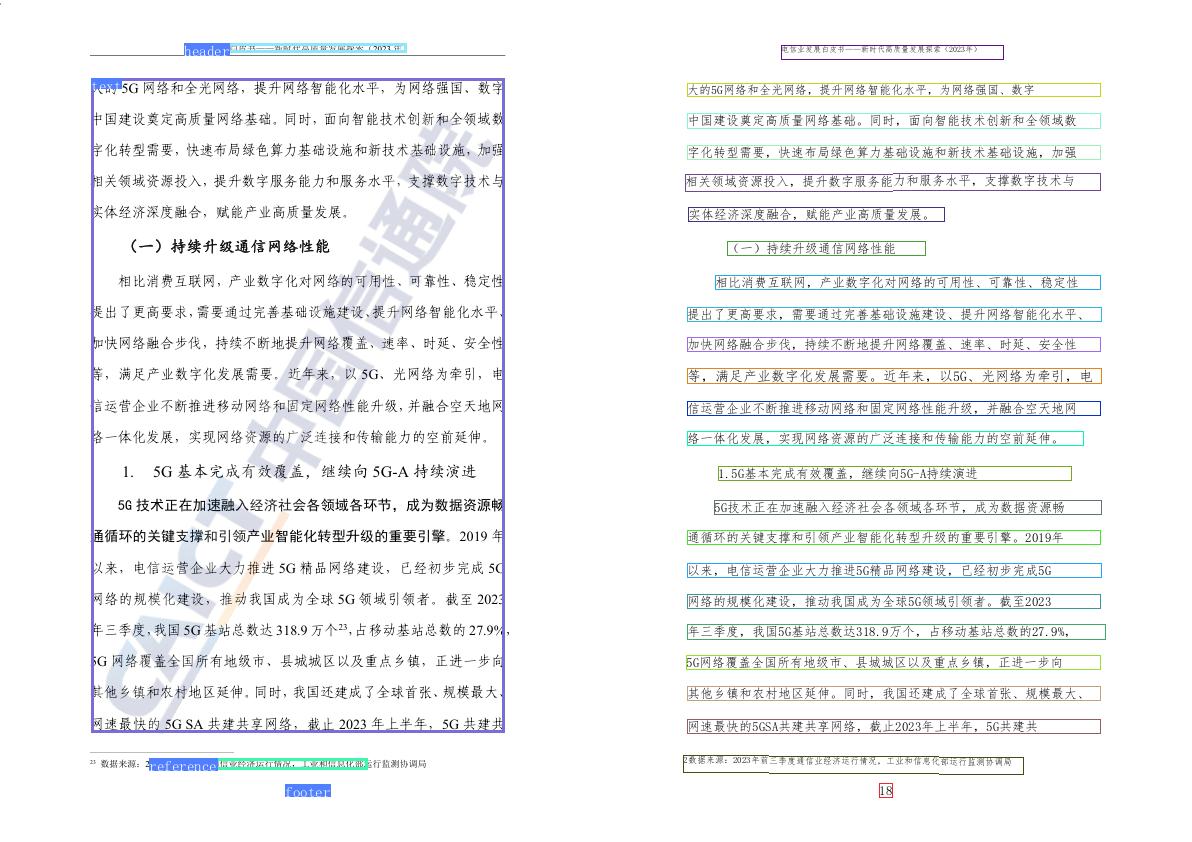 header
皮书——新时代高质量发展探索（2023 年
text
大的 5G 网络和全光网络，提升网络智能化水平，为网络强国、数字
中国建设奠定高质量网络基础。同时，面向智能技术创新和全领域数
字化转型需要，快速布局绿色算力基础设施和新技术基础设施，加强
相关领域资源投入，提升数字服务能力和服务水平，支撑数字技术与
实体经济深度融合，赋能产业高质量发展。
（一）持续升级通信网络性能
相比消费互联网，产业数字化对网络的可用性、可靠性、稳定性
提出了更高要求，需要通过完善基础设施建设、提升网络智能化水平、
加快网络融合步伐，持续不断地提升网络覆盖、速率、时延、安全性
等，满足产业数字化发展需要。近年来，以 5G、光网络为牵引，电
信运营企业不断推进移动网络和固定网络性能升级，并融合空天地网
络一体化发展，实现网络资源的广泛连接和传输能力的空前延伸。
1. 5G 基本完成有效覆盖，继续向 5G-A 持续演进
5G 技术正在加速融入经济社会各领域各环节，成为数据资源畅
通循环的关键支撑和引领产业智能化转型升级的重要引擎。2019 年
以来，电信运营企业大力推进 5G 精品网络建设，已经初步完成 5G
网络的规模化建设，推动我国成为全球 5G 领域引领者。截至 2023
年三季度，我国 5G 基站总数达 318.9 万个23，占移动基站总数的 27.9%，
5G 网络覆盖全国所有地级市、县城城区以及重点乡镇，正进一步向
其他乡镇和农村地区延伸。同时，我国还建成了全球首张、规模最大、
网速最快的 5G SA 共建共享网络，截止 2023 年上半年，5G 共建共
CAICT 中国信通院
23 数据来源：2
reference
信业经济运行情况，工业和信息化部运行监测协调局
footer
电信业发展白皮书——新时代高质量发展探索（2023年）
大的5G网络和全光网络，提升网络智能化水平，为网络强国、数字
中国建设奠定高质量网络基础。同时，面向智能技术创新和全领域数
字化转型需要，快速布局绿色算力基础设施和新技术基础设施，加强
相关领域资源投入，提升数字服务能力和服务水平，支撑数字技术与
实体经济深度融合，赋能产业高质量发展。
（一）持续升级通信网络性能
相比消费互联网，产业数字化对网络的可用性、可靠性、稳定性
提出了更高要求，需要通过完善基础设施建设、提升网络智能化水平、
加快网络融合步伐，持续不断地提升网络覆盖、速率、时延、安全性
等，满足产业数字化发展需要。近年来，以5G、光网络为牵引，电
信运营企业不断推进移动网络和固定网络性能升级，并融合空天地网
络一体化发展，实现网络资源的广泛连接和传输能力的空前延伸。
1.5G基本完成有效覆盖，继续向5G-A持续演进
5G技术正在加速融入经济社会各领域各环节，成为数据资源畅
通循环的关键支撑和引领产业智能化转型升级的重要引擎。2019年
以来，电信运营企业大力推进5G精品网络建设，已经初步完成5G
网络的规模化建设，推动我国成为全球5G领域引领者。截至2023
年三季度，我国5G基站总数达318.9万个，占移动基站总数的27.9%，
5G网络覆盖全国所有地级市、县城城区以及重点乡镇，正进一步向
其他乡镇和农村地区延伸。同时，我国还建成了全球首张、规模最大、
网速最快的5GSA共建共享网络，截止2023年上半年，5G共建共
2数据来源：2023年前三季度通信业经济运行情况，工业和信息化部运行监测协调局
18